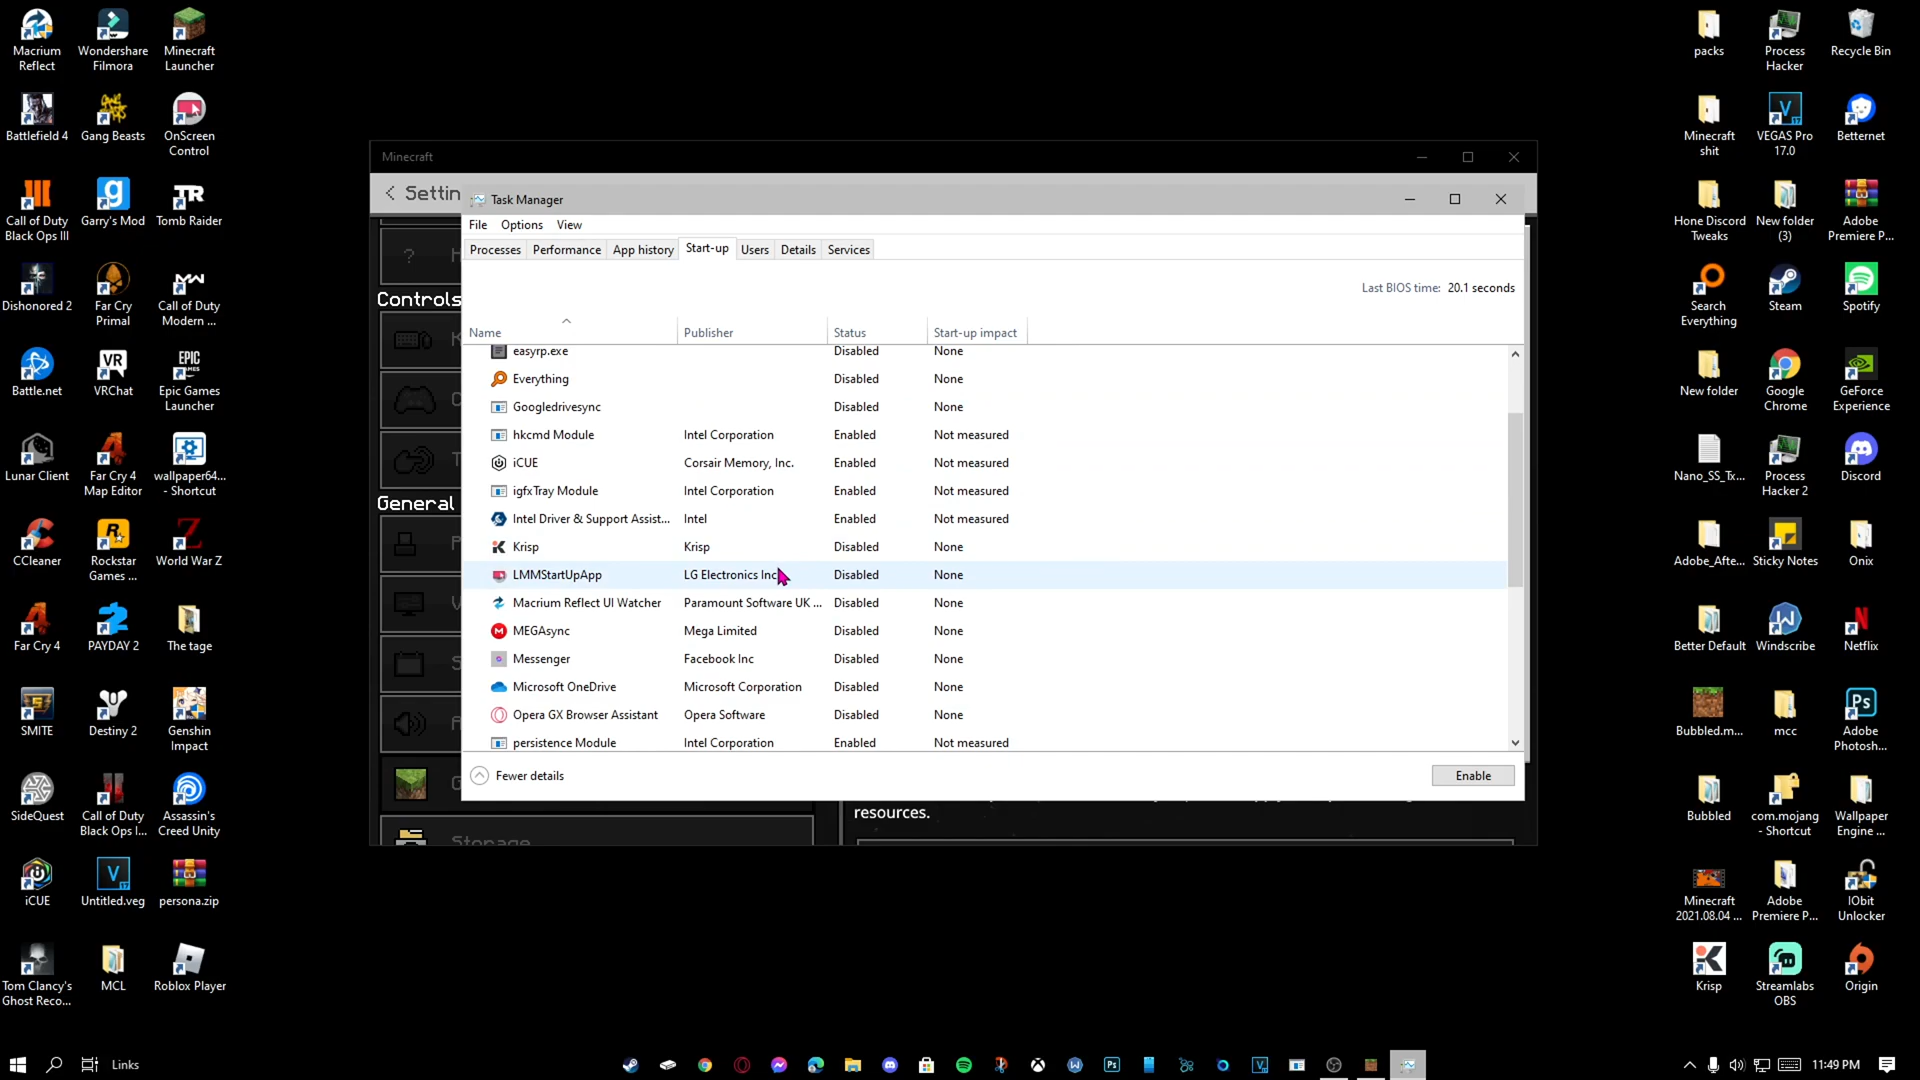 Macrium
Reflect
Wondershare
Filmora
Minecraft
Launcher
Battlefield 4
Gang Beasts
OnScreen
Control
Call of Duty
Black Ops III
Garry's Mod
Tomb Raider
Dishonored 2
Far Cry
Primal
Call of Duty
Modern ...
Battle.net
VRChat
Epic Games
Launcher
Lunar Client
Far Cry 4
Map Editor
wallpaper64...
- Shortcut
CCleaner
Rockstar
Games ...
World War Z
Far Cry 4
PAYDAY 2
The tage
SMITE
Destiny 2
Genshin
Impact
SideQuest
Call of Duty
Black Ops I...
Assassin's
Creed Unity
iCUE
Untitled.veg
persona.zip
Tom Clancy's
Ghost Reco...
MCL
Roblox Player
Minecraft
Settin
Controls
General
Storage
resources.
Task Manager
File Options View
Processes Performance App history Start-up Users Details Services
Last BIOS time: 20.1 seconds
Name Publisher Status Start-up impact
easyrp.exe Disabled None
Everything Disabled None
Googledrivesync Disabled None
hkcmd Module Intel Corporation Enabled Not measured
iCUE Corsair Memory, Inc. Enabled Not measured
igfxTray Module Intel Corporation Enabled Not measured
Intel Driver & Support Assist... Intel Enabled Not measured
Krisp Krisp Disabled None
LMMStartUpApp LG Electronics Inc Disabled None
Macrium Reflect UI Watcher Paramount Software UK ... Disabled None
MEGAsync Mega Limited Disabled None
Messenger Facebook Inc Disabled None
Microsoft OneDrive Microsoft Corporation Disabled None
Opera GX Browser Assistant Opera Software Disabled None
persistence Module Intel Corporation Enabled Not measured
Fewer details Enable
packs
Process
Hacker
Recycle Bin
Minecraft
shit
VEGAS Pro
17.0
Betternet
Hone Discord
Tweaks
New folder
(3)
Adobe
Premiere P...
Search
Everything
Steam
Spotify
New folder
Google
Chrome
GeForce
Experience
Nano_SS_Tx...
Process
Hacker 2
Discord
Adobe_Afte...
Sticky Notes
Onix
Better Default
Windscribe
Netflix
Bubbled.m...
mcc
Adobe
Photosh...
Bubbled
com.mojang
- Shortcut
Wallpaper
Engine ...
Minecraft
2021.08.04 ...
Adobe
Premiere P...
IObit
Unlocker
Krisp
Streamlabs
OBS
Origin
Links
11:49 PM